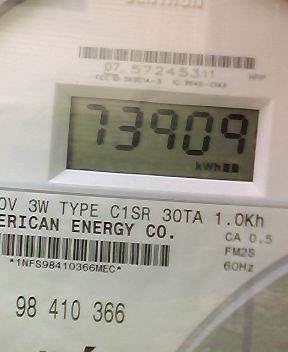 07 57245311
73909
kWh
0V 3W TYPE C1SR 30TA 1.0Kh
ERICAN ENERGY CO.
CA 0.5
FM2S
60Hz
*1NFS98410366MEC*
98 410 366